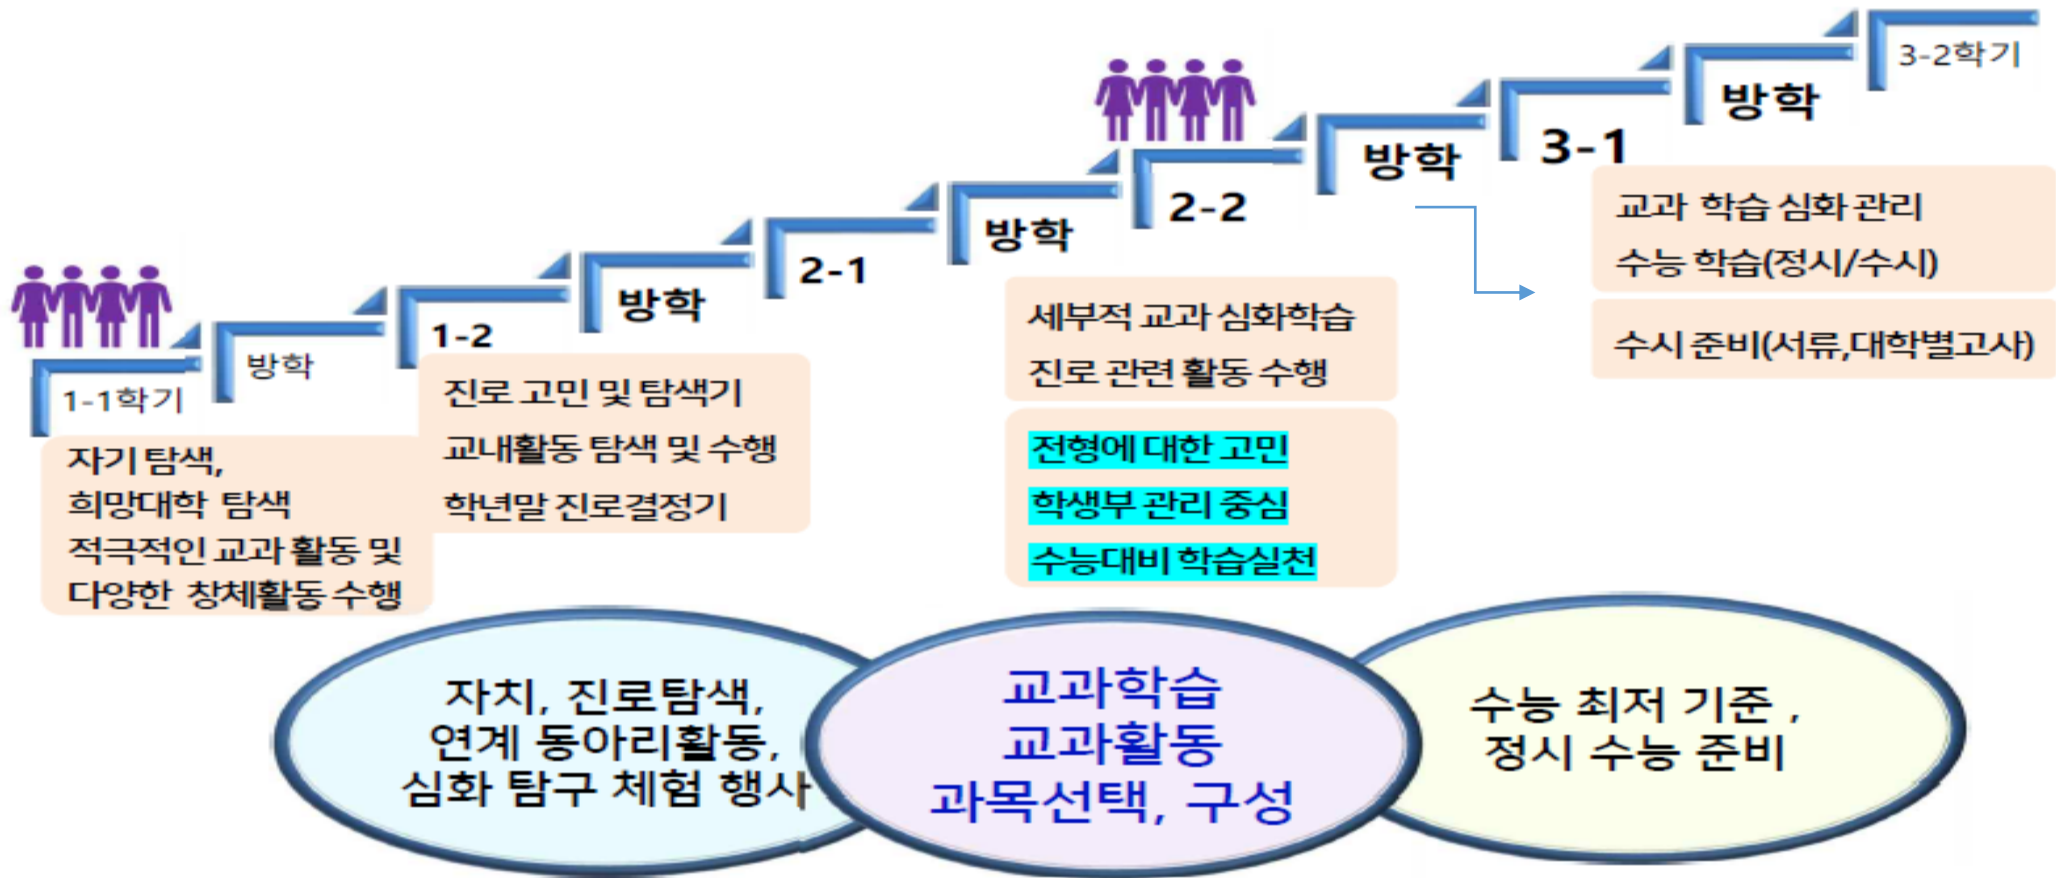 1-1학기
방학
1-2
방학
2-1
방학
2-2
방학
3-1
방학
3-2학기
자기 탐색,
희망대학 탐색
적극적인 교과 활동 및
다양한 창체활동 수행
진로 고민 및 탐색기
교내활동 탐색 및 수행
학년말 진로결정기
세부적 교과 심화학습
진로 관련 활동 수행
전형에 대한 고민
학생부 관리 중심
수능대비 학습실천
교과 학습 심화 관리
수능 학습(정시/수시)
수시 준비(서류,대학별고사)
자치, 진로탐색,
연계 동아리활동,
심화 탐구 체험 행사
교과학습
교과활동
과목선택, 구성
수능 최저 기준 ,
정시 수능 준비